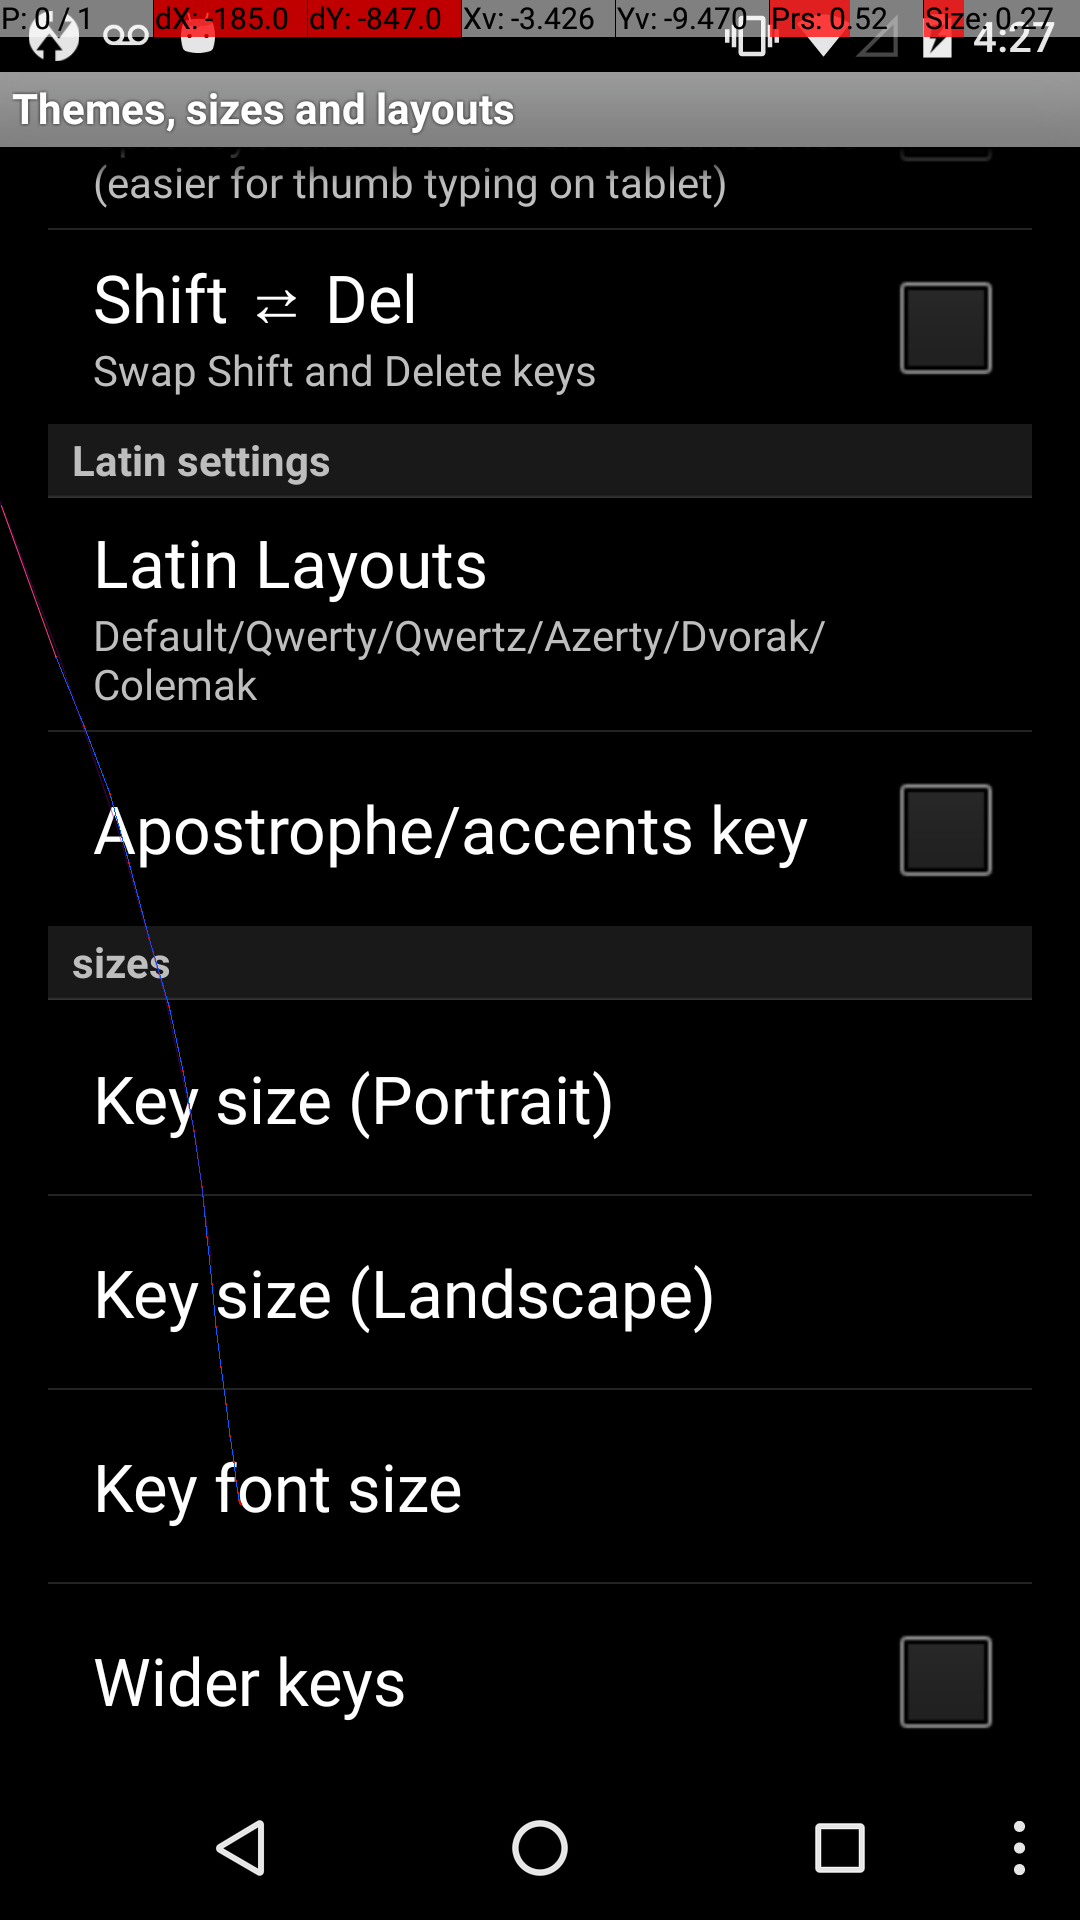 P: 0 / 1 dX: -185.0 dY: -847.0 Xv: -3.426 Yv: -9.470 Prs: 0.52 Size: 0.27
4:27
Themes, sizes and layouts
(easier for thumb typing on tablet)
Shift ⇄ Del
Swap Shift and Delete keys
Latin settings
Latin Layouts
Default/Qwerty/Qwertz/Azerty/Dvorak/
Colemak
Apostrophe/accents key
sizes
Key size (Portrait)
Key size (Landscape)
Key font size
Wider keys